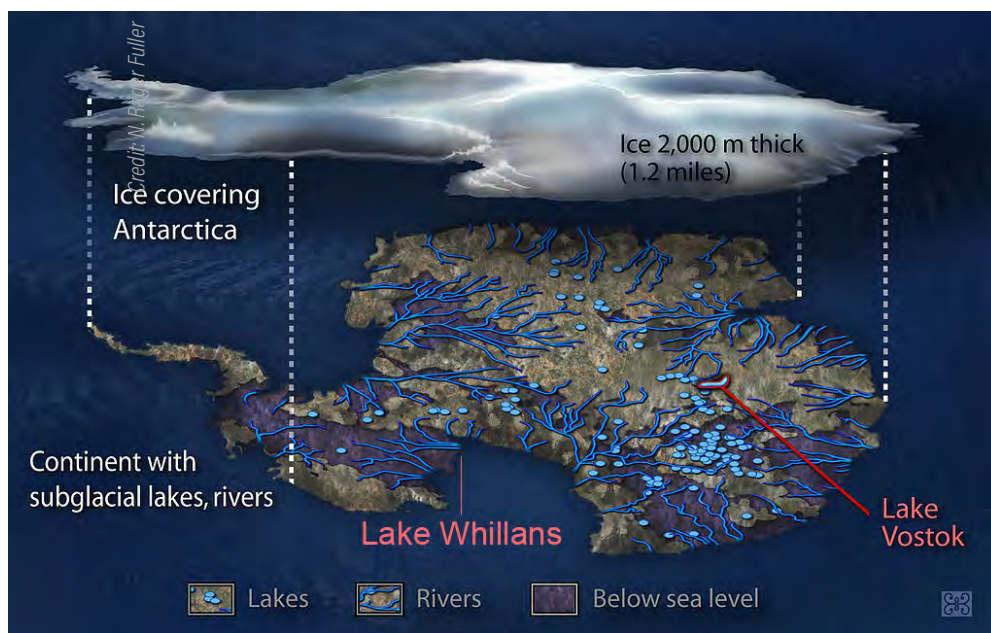 Credit: N. Roger Fuller
Ice 2,000 m thick
(1.2 miles)
Ice covering
Antarctica
Continent with
subglacial lakes, rivers
Lake Whillans
Lake
Vostok
Lakes
Rivers
Below sea level